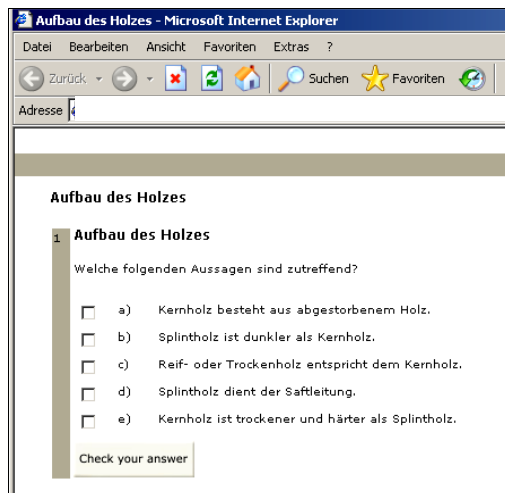 Aufbau des Holzes - Microsoft Internet Explorer
Datei Bearbeiten Ansicht Favoriten Extras ?
Zurück Suchen Favoriten
Adresse
Aufbau des Holzes
1 Aufbau des Holzes
Welche folgenden Aussagen sind zutreffend?
a) Kernholz besteht aus abgestorbenem Holz.
b) Splintholz ist dunkler als Kernholz.
c) Reif- oder Trockenholz entspricht dem Kernholz.
d) Splintholz dient der Saftleitung.
e) Kernholz ist trockener und härter als Splintholz.
Check your answer